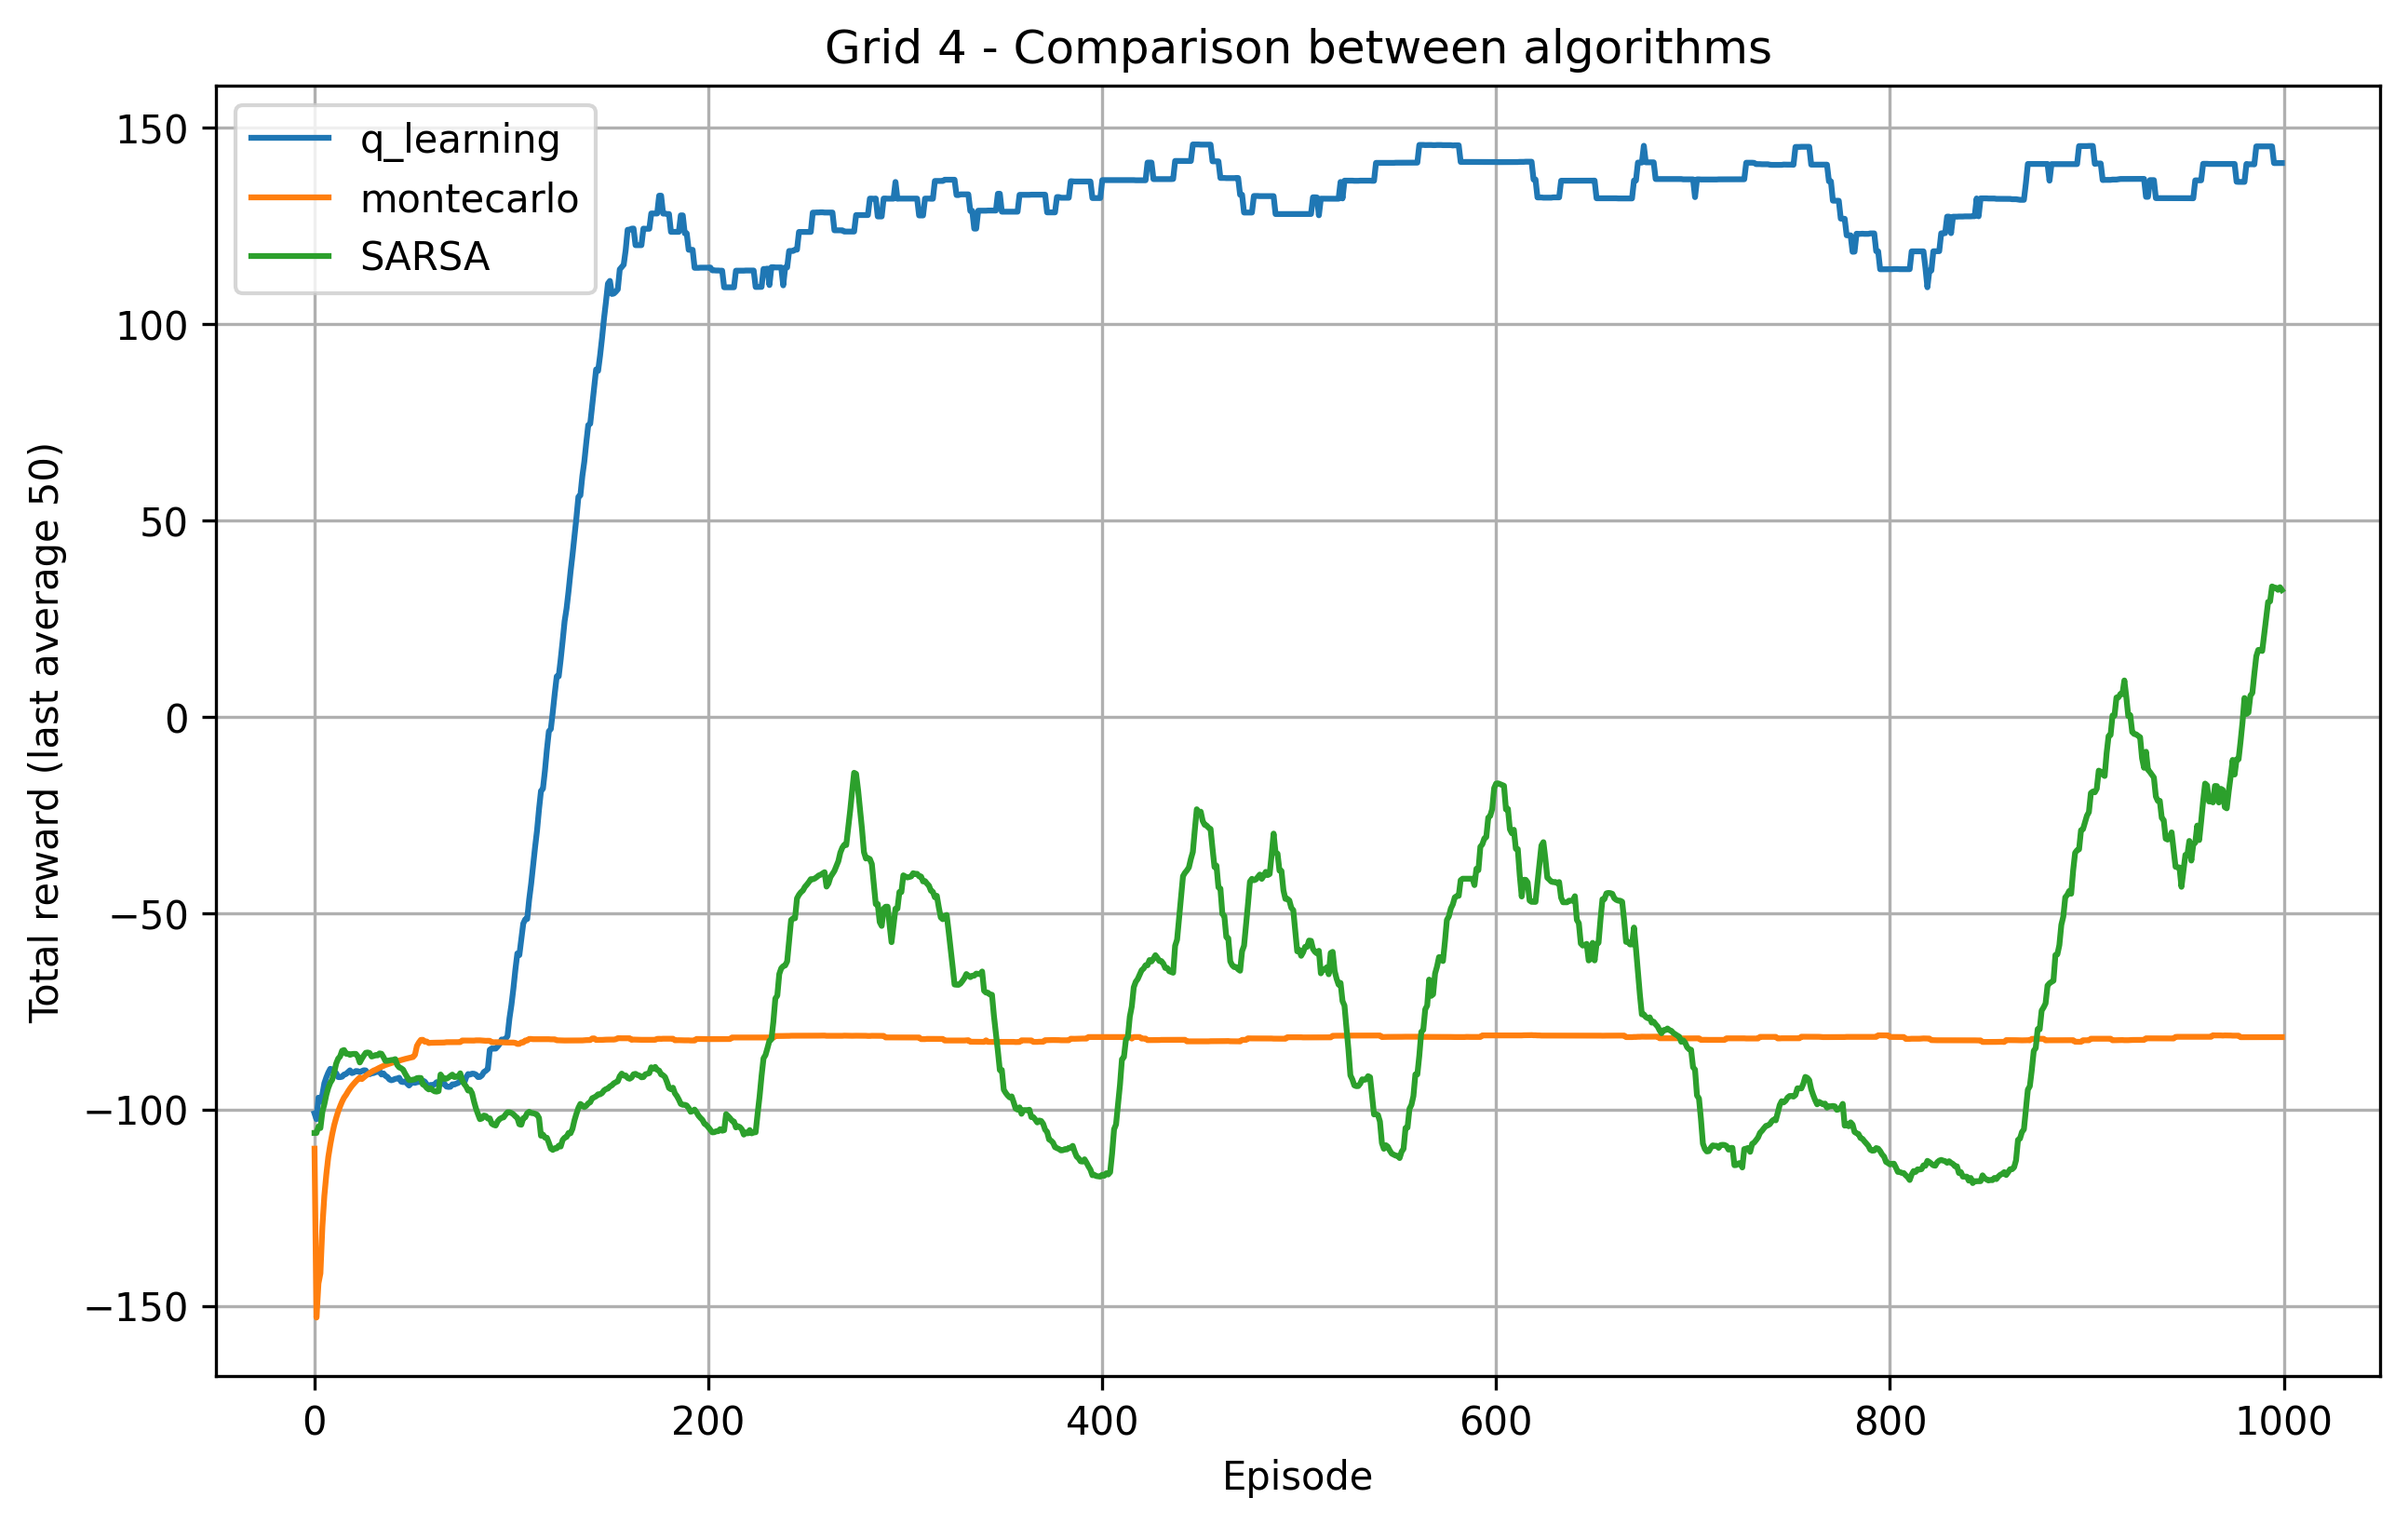 Grid 4 - Comparison between algorithms
q_learning
montecarlo
SARSA
Total reward (last average 50)
150
100
50
0
−50
−100
−150
0 200 400 600 800 1000
Episode